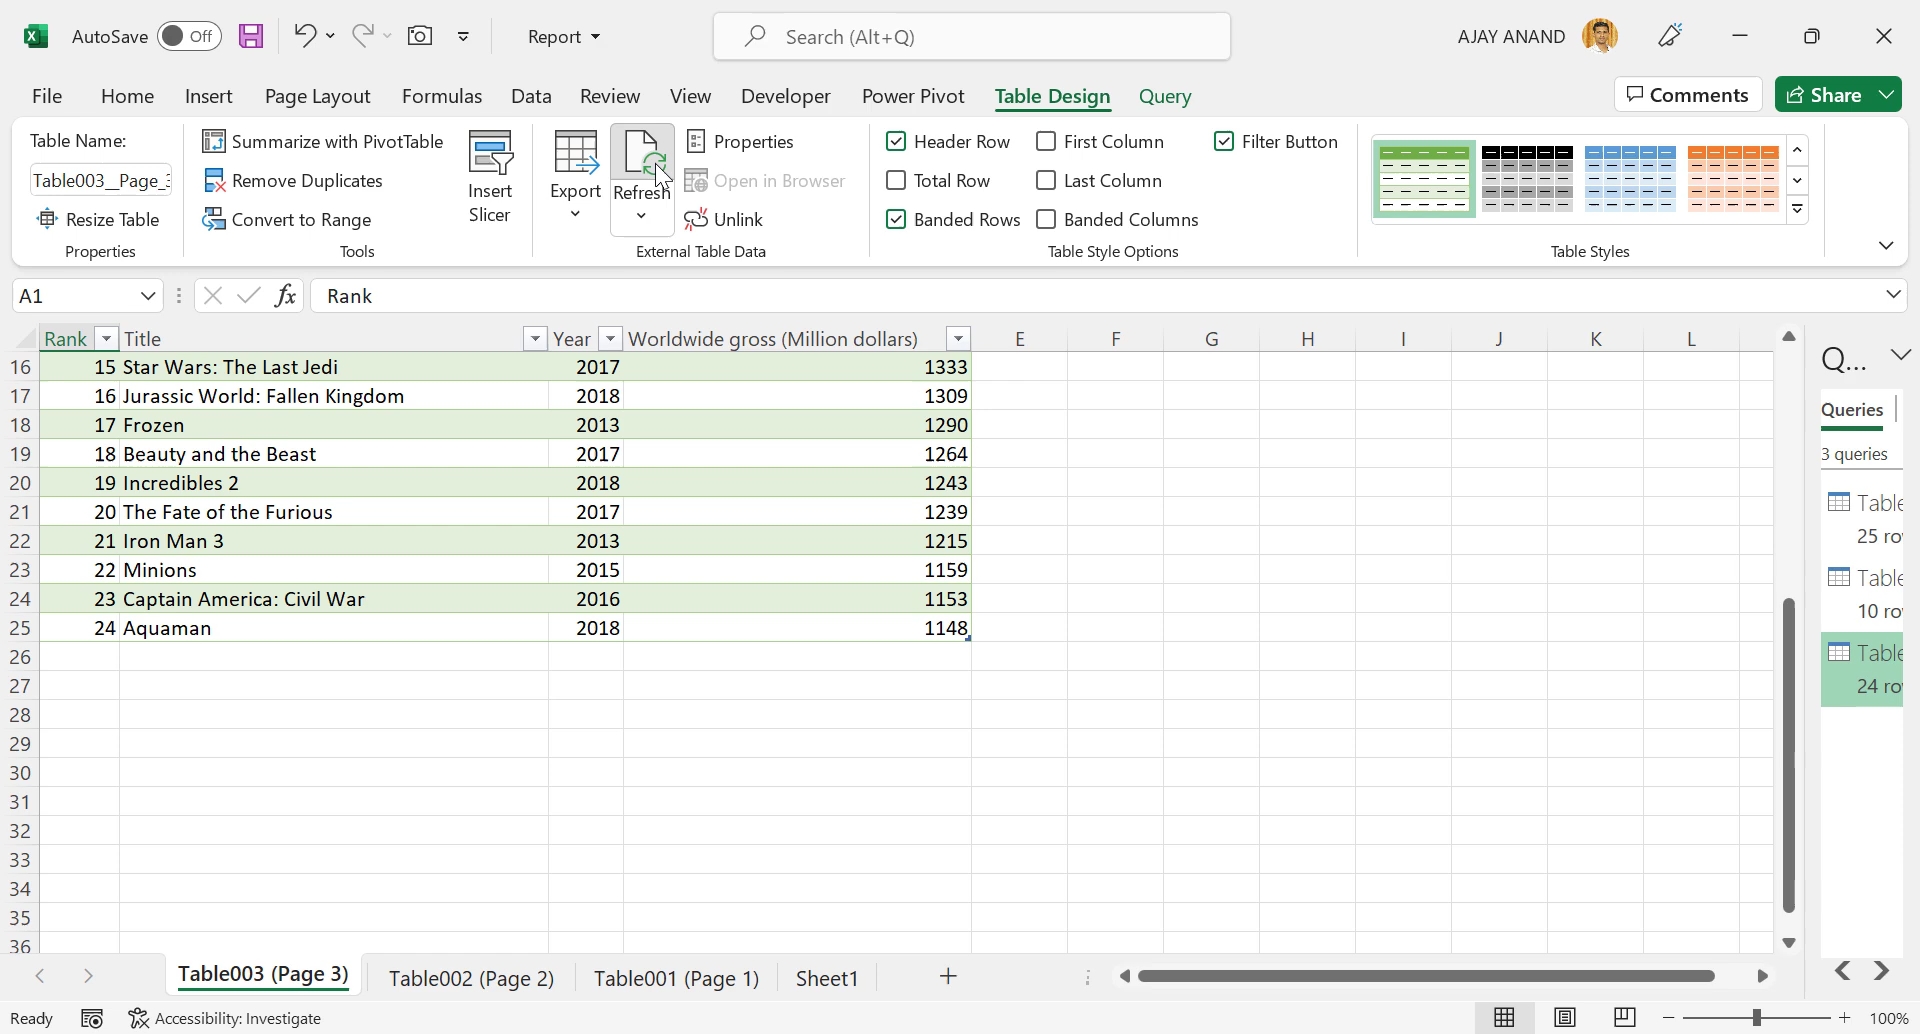 AutoSave Off Report Search (Alt+Q) AJAY ANAND
File Home Insert Page Layout Formulas Data Review View Developer Power Pivot Table Design Query Comments Share
Table Name:
Table003__Page_3
Resize Table
Properties
Summarize with PivotTable
Remove Duplicates
Convert to Range
Insert
Slicer
Tools
Export
Refresh
Properties
Open in Browser
Unlink
External Table Data
Header Row First Column Filter Button
Total Row Last Column
Banded Rows Banded Columns
Table Style Options
Table Styles
A1 fx Rank
Rank Title Year Worldwide gross (Million dollars) E F G H I J K L
16 15 Star Wars: The Last Jedi 2017 1333
17 16 Jurassic World: Fallen Kingdom 2018 1309
18 17 Frozen 2013 1290
19 18 Beauty and the Beast 2017 1264
20 19 Incredibles 2 2018 1243
21 20 The Fate of the Furious 2017 1239
22 21 Iron Man 3 2013 1215
23 22 Minions 2015 1159
24 23 Captain America: Civil War 2016 1153
25 24 Aquaman 2018 1148
26
27
28
29
30
31
32
33
34
35
36
Q...
Queries
3 queries
Table
25 ro
Table
10 ro
Table
24 ro
Table003 (Page 3) Table002 (Page 2) Table001 (Page 1) Sheet1
Ready Accessibility: Investigate 100%